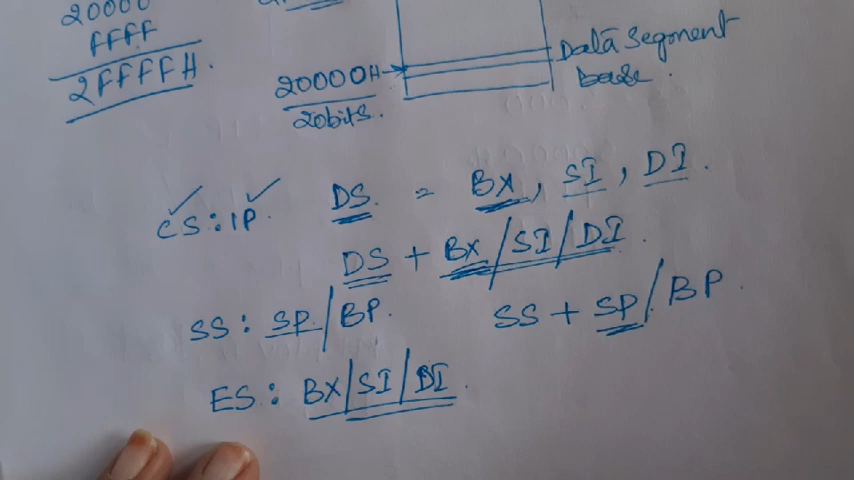 20000
FFFF
2FFFFH.
20000H
20bits.
Data Segment
base.
CS:IP.
DS = BX, SI, DI.
DS + BX/SI/DI.
SS: SP/BP.
SS + SP/BP.
ES: BX/SI/DI.